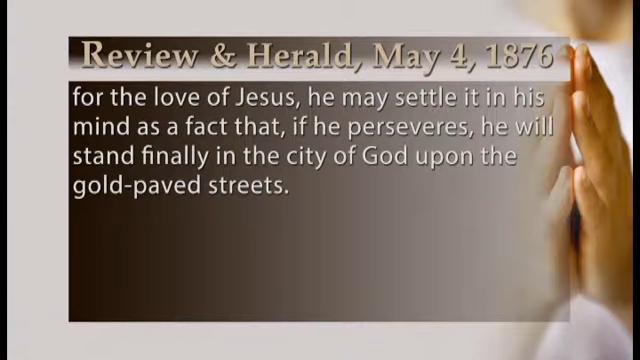 Review & Herald, May 4, 1876
for the love of Jesus, he may settle it in his
mind as a fact that, if he perseveres, he will
stand finally in the city of God upon the
gold-paved streets.